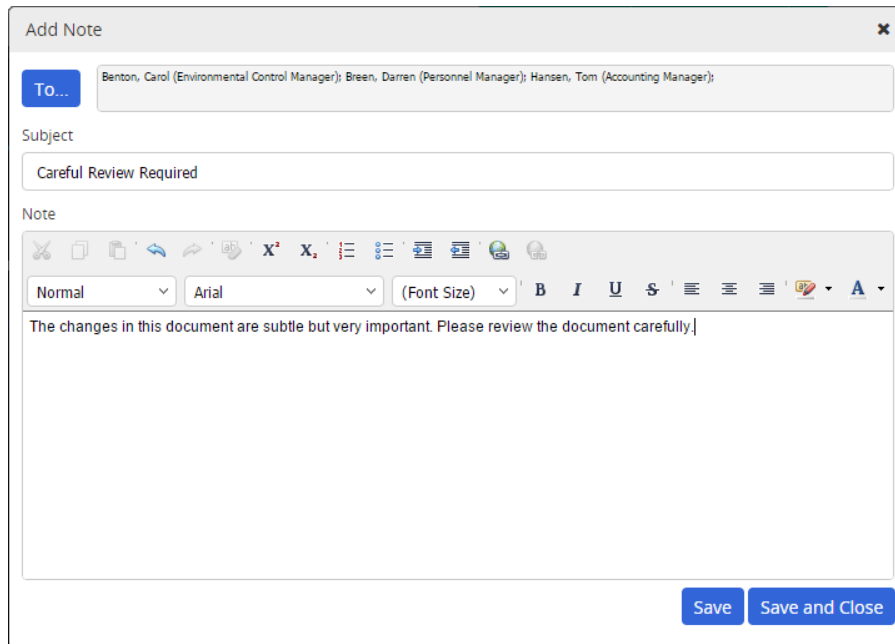 Add Note
To...
Benton, Carol (Environmental Control Manager); Breen, Darren (Personnel Manager); Hansen, Tom (Accounting Manager);
Subject
Careful Review Required
Note
X² X₂
Normal Arial (Font Size) B I U S A
The changes in this document are subtle but very important. Please review the document carefully.
Save Save and Close